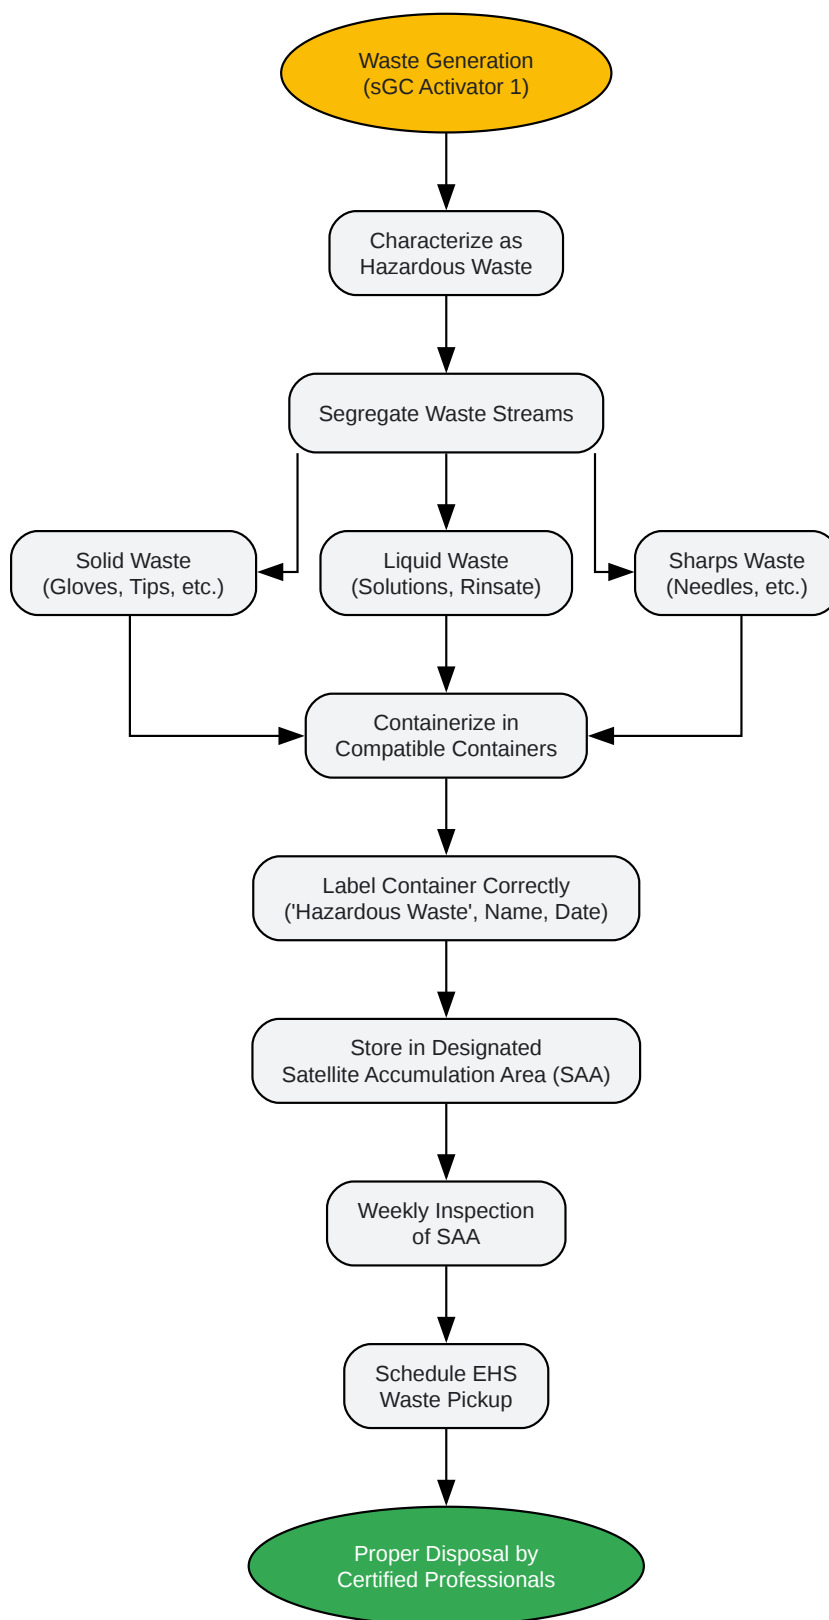 Waste Generation
(sGC Activator 1)
Characterize as
Hazardous Waste
Segregate Waste Streams
Solid Waste
(Gloves, Tips, etc.)
Liquid Waste
(Solutions, Rinsate)
Sharps Waste
(Needles, etc.)
Containerize in
Compatible Containers
Label Container Correctly
('Hazardous Waste', Name, Date)
Store in Designated
Satellite Accumulation Area (SAA)
Weekly Inspection
of SAA
Schedule EHS
Waste Pickup
Proper Disposal by
Certified Professionals